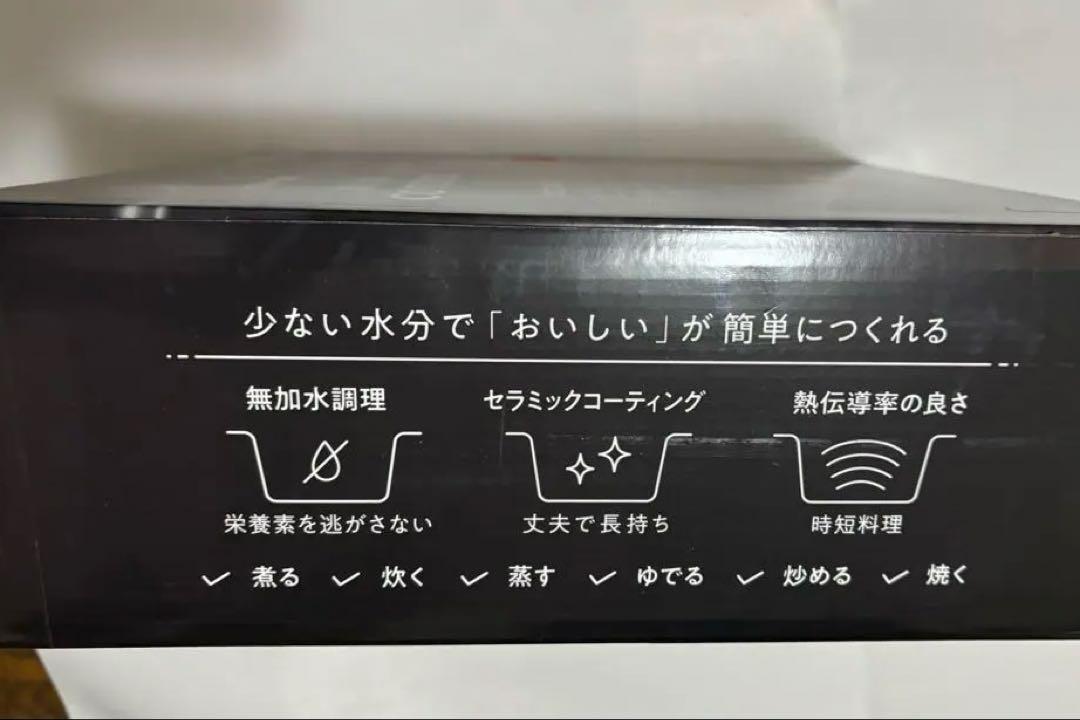 少ない水分で「おいしい」が簡単につくれる
無加水調理 セラミックコーティング 熱伝導率の良さ
栄養素を逃がさない 丈夫で長持ち 時短料理
✓ 煮る ✓ 炊く ✓ 蒸す ✓ ゆでる ✓ 炒める ✓ 焼く